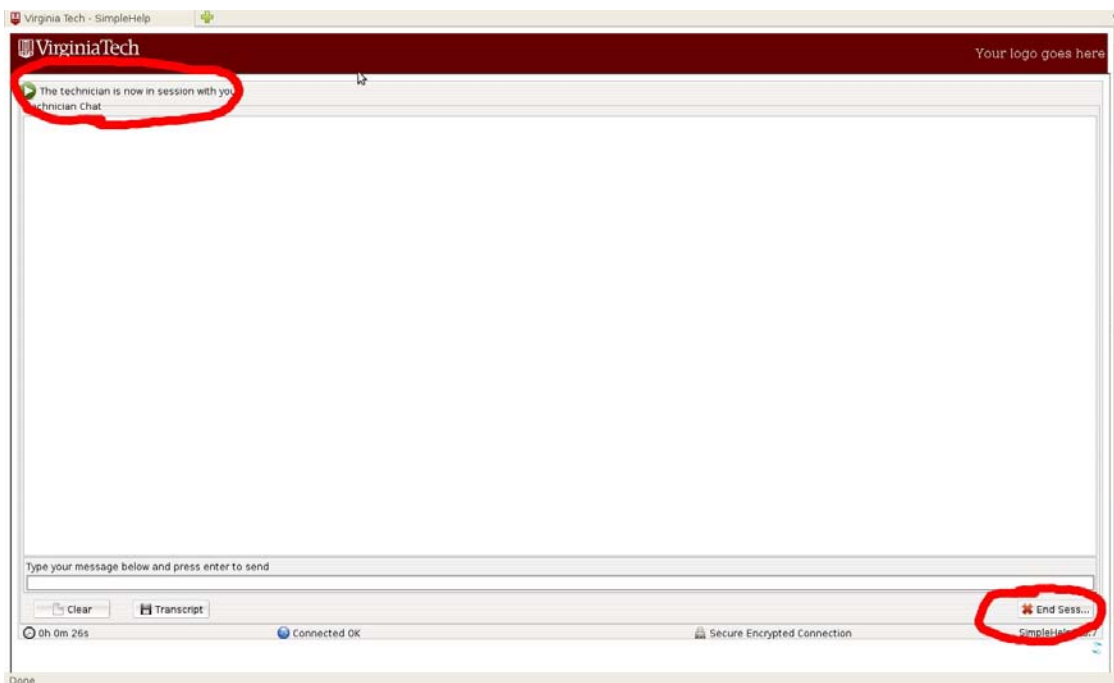 Virginia Tech - SimpleHelp
VirginiaTech
Your logo goes here
The technician is now in session with you
Technician Chat
Type your message below and press enter to send
Clear
Transcript
End Sess...
0h 0m 26s
Connected OK
Secure Encrypted Connection
SimpleHelp
Done